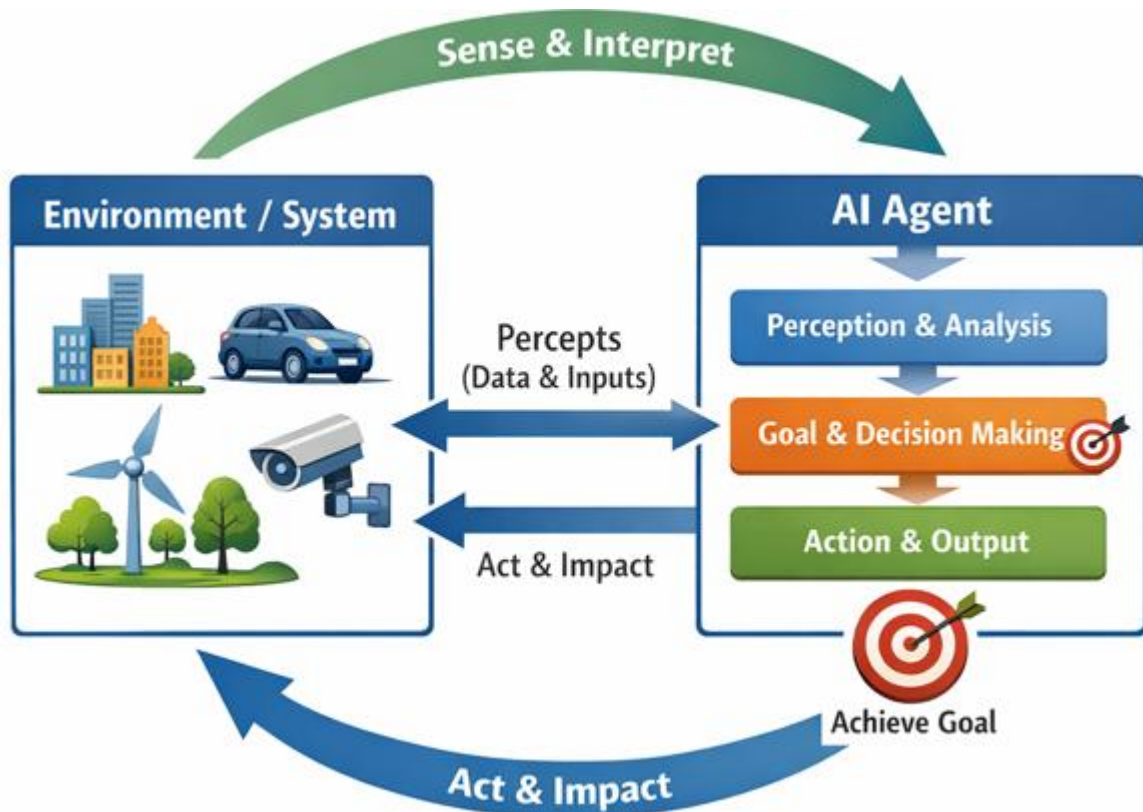 Sense & Interpret
Environment / System
AI Agent
Percepts
(Data & Inputs)
Act & Impact
Perception & Analysis
Goal & Decision Making
Action & Output
Achieve Goal
Act & Impact